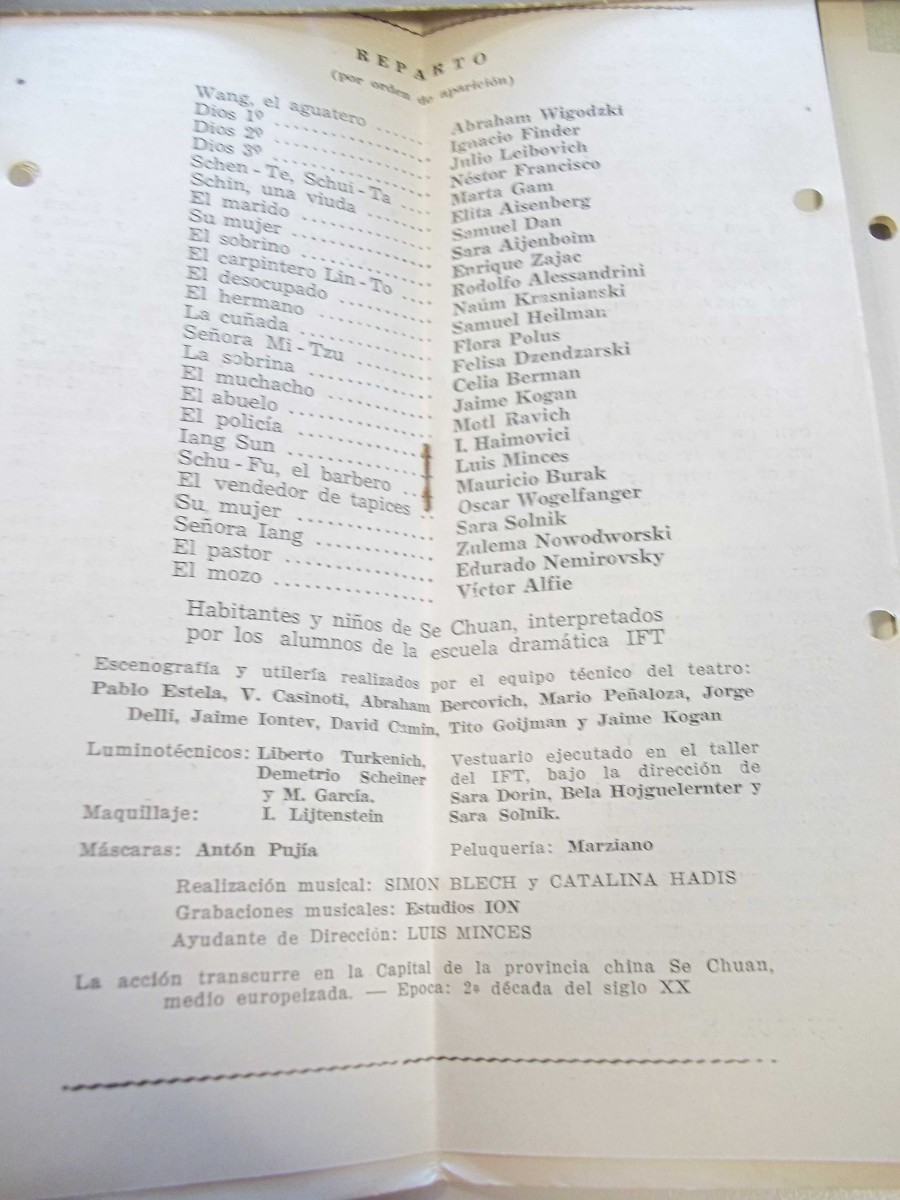 REPARTO
(por orden de aparición)
Wang, el aguatero ...... Abraham Wigodzki
Dios 1º .................. Ignacio Finder
Dios 2º .................. Julio Leibovich
Dios 3º .................. Néstor Francisco
Schen - Te, Schui - Ta .... Marta Gam
Schin, una viuda ........ Elita Aisenberg
El marido ............... Samuel Dan
Su mujer ................ Sara Aijenboim
El sobrino .............. Enrique Zajac
El carpintero Lin - To .... Rodolfo Alessandrini
El desocupado .......... Naúm Krasnianski
El hermano ............. Samuel Heilman
La cuñada .............. Flora Polus
Señora Mi - Tzu ......... Felisa Dzendzarski
La sobrina .............. Celia Berman
El muchacho ............ Jaime Kogan
El abuelo ............... Motl Ravich
El policía ............... I. Haimovici
Iang Sun ................ Luis Minces
Schu - Fu, el barbero .... Mauricio Burak
El vendedor de tapices .. Oscar Wogelfanger
Su mujer ................ Sara Solnik
Señora Iang ............. Zulema Nowodworski
El pastor ................ Edurado Nemirovsky
El mozo ................. Víctor Alfie
Habitantes y niños de Se Chuan, interpretados
por los alumnos de la escuela dramática IFT
Escenografía y utilería realizados por el equipo técnico del teatro:
Pablo Estela, V. Casinoti, Abraham Bercovich, Mario Peñaloza, Jorge
Delli, Jaime Iontev, David Camin, Tito Goijman y Jaime Kogan
Luminotécnicos: Liberto Turkenich,
Demetrio Scheiner
y M. García.
Maquillaje: I. Lijtenstein
Vestuario ejecutado en el taller
del IFT, bajo la dirección de
Sara Dorin, Bela Hojguelernter y
Sara Solnik.
Máscaras: Antón Pujía
Peluquería: Marziano
Realización musical: SIMON BLECH y CATALINA HADIS
Grabaciones musicales: Estudios ION
Ayudante de Dirección: LUIS MINCES
La acción transcurre en la Capital de la provincia china Se Chuan,
medio europeizada. — Epoca: 2ª década del siglo XX